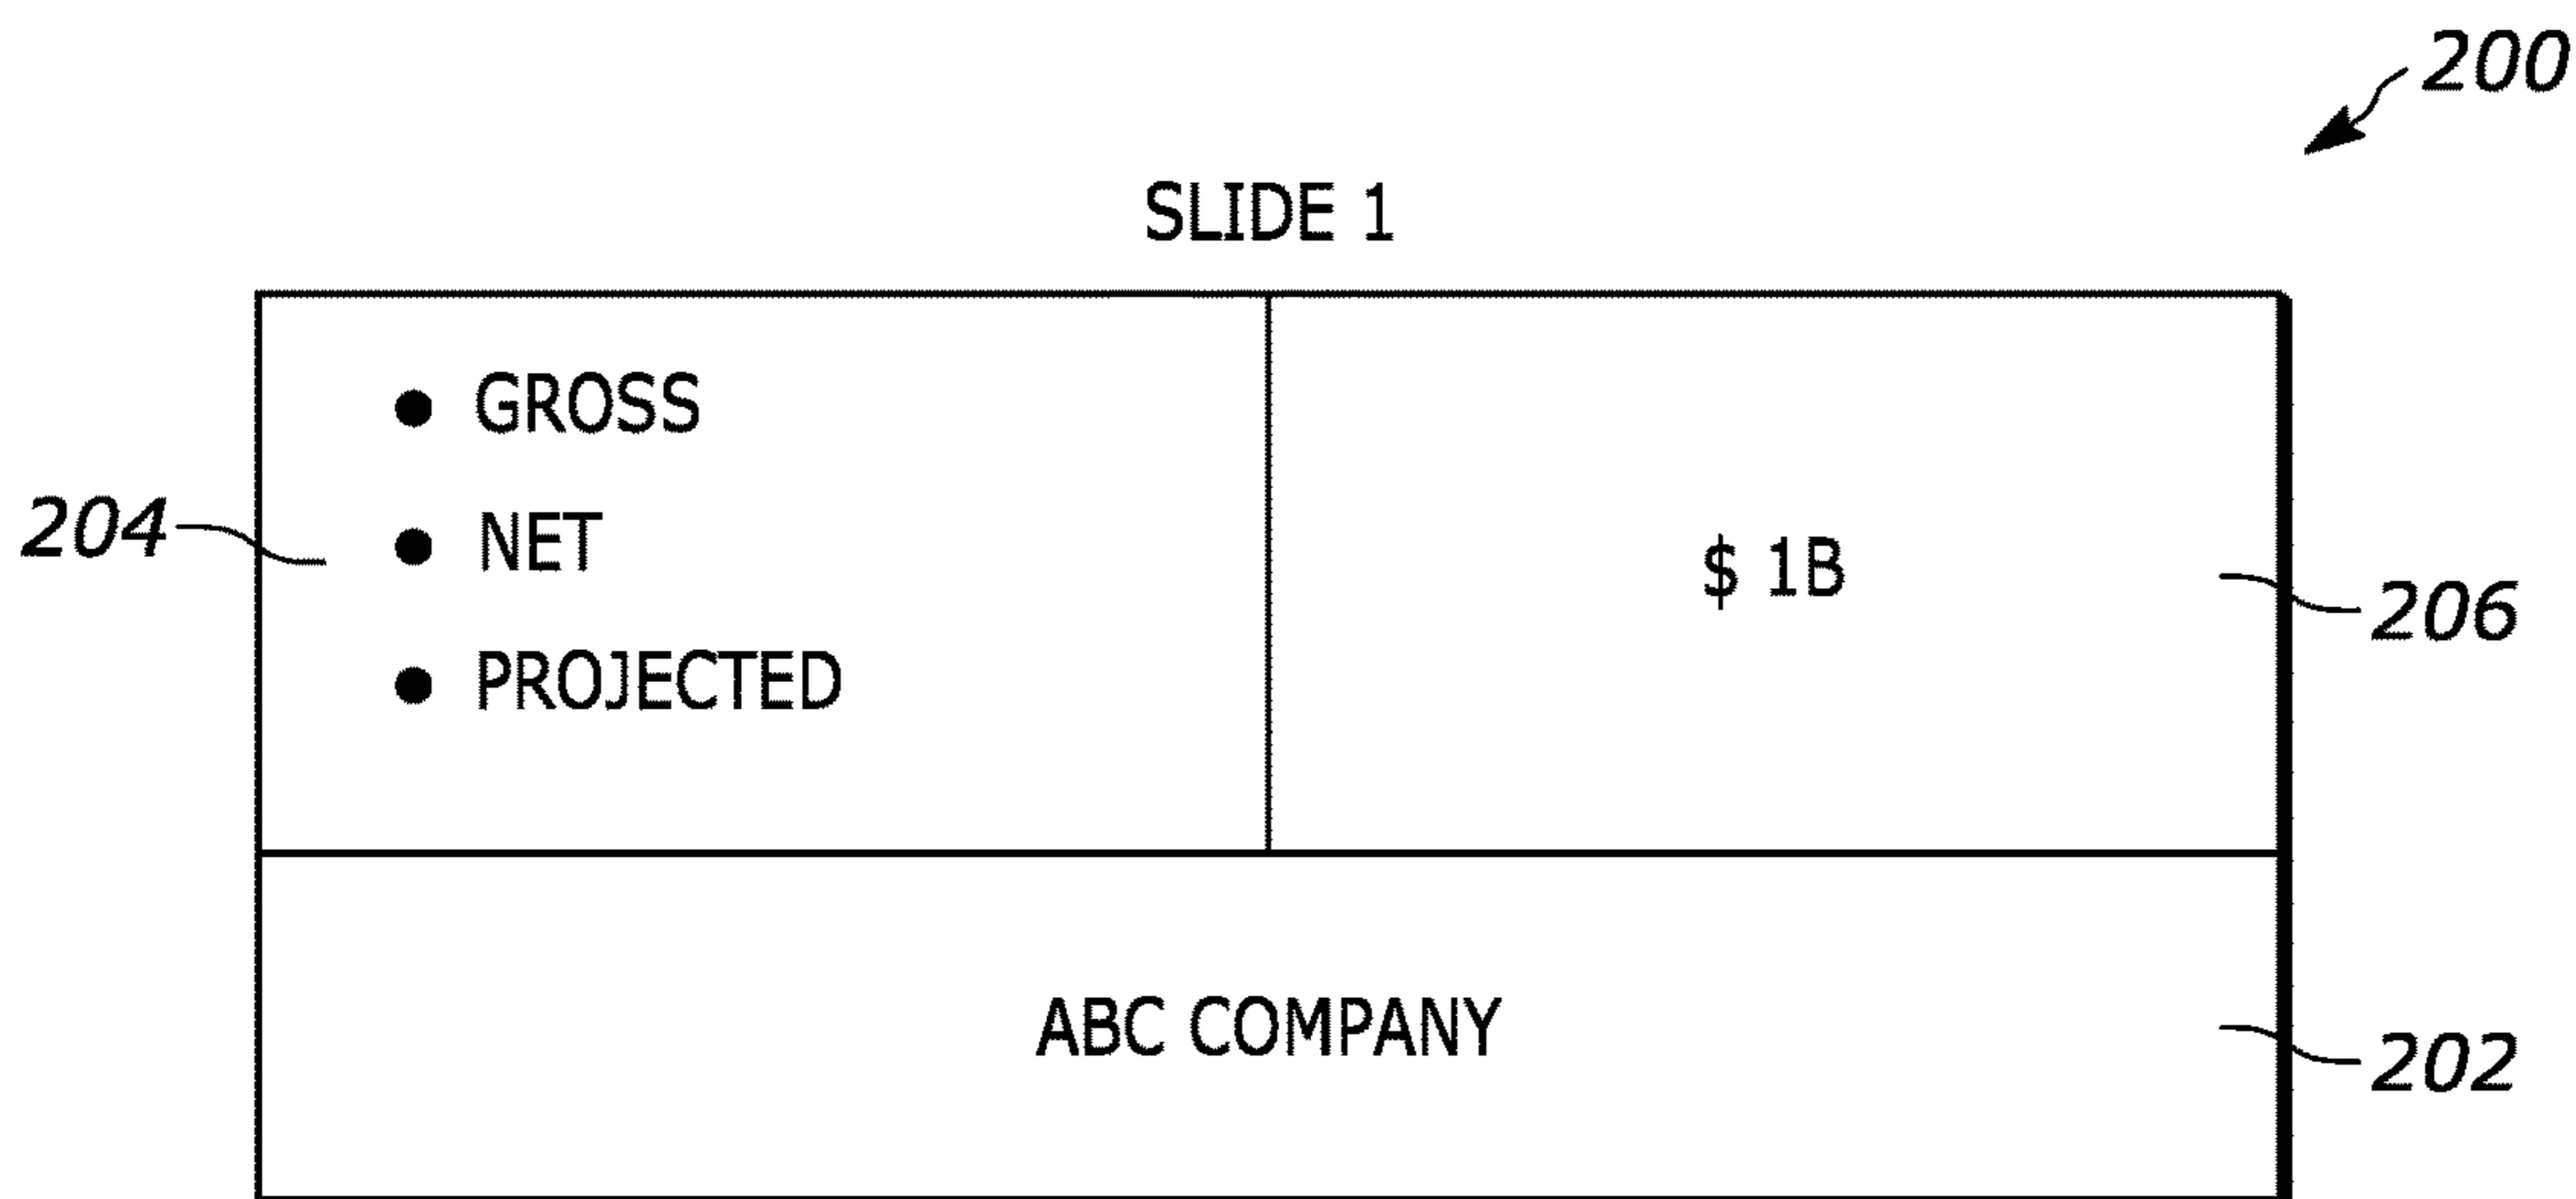 200
SLIDE 1
● GROSS
● NET
● PROJECTED
204
$ 1B
206
ABC COMPANY
202